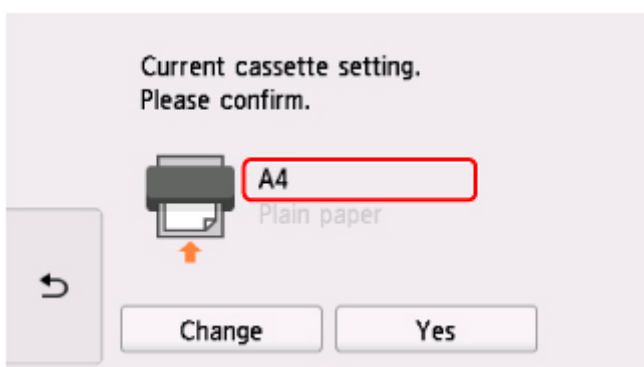 Current cassette setting.
Please confirm.
A4
Plain paper
Change
Yes